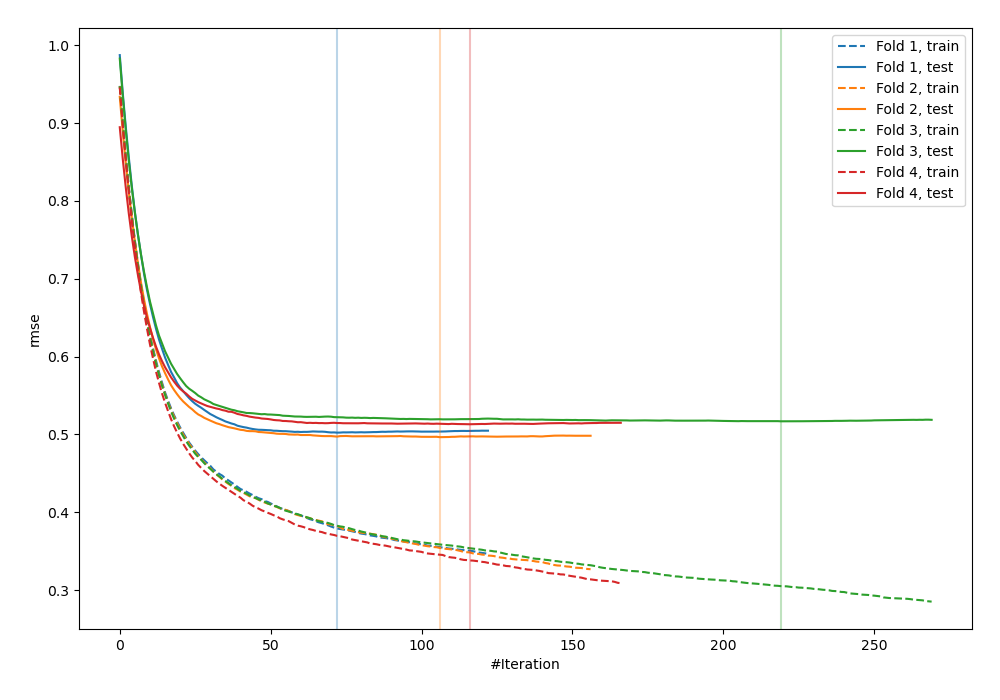 1.0
0.9
0.8
0.7
0.6
0.5
0.4
0.3
rmse
0
50
100
150
200
250
#Iteration
Fold 1, train
Fold 1, test
Fold 2, train
Fold 2, test
Fold 3, train
Fold 3, test
Fold 4, train
Fold 4, test